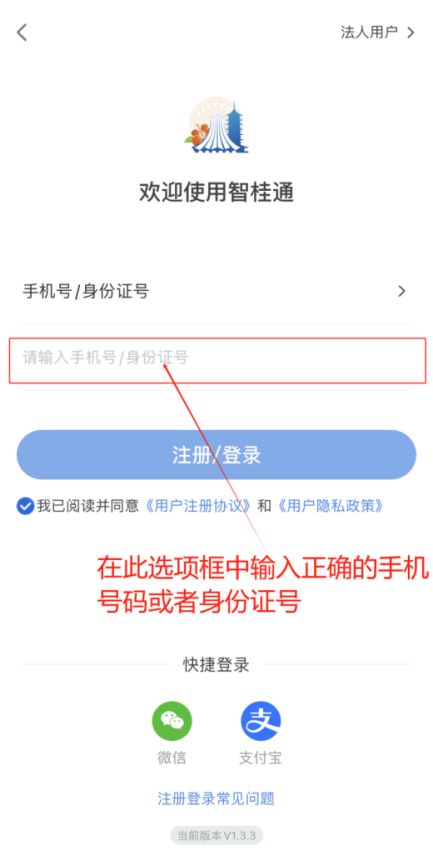 法人用户
欢迎使用智桂通
手机号/身份证号
请输入手机号/身份证号
注册/登录
我已阅读并同意《用户注册协议》和《用户隐私政策》
在此选项框中输入正确的手机
号码或者身份证号
快捷登录
微信 支付宝
注册登录常见问题
当前版本 V1.3.3